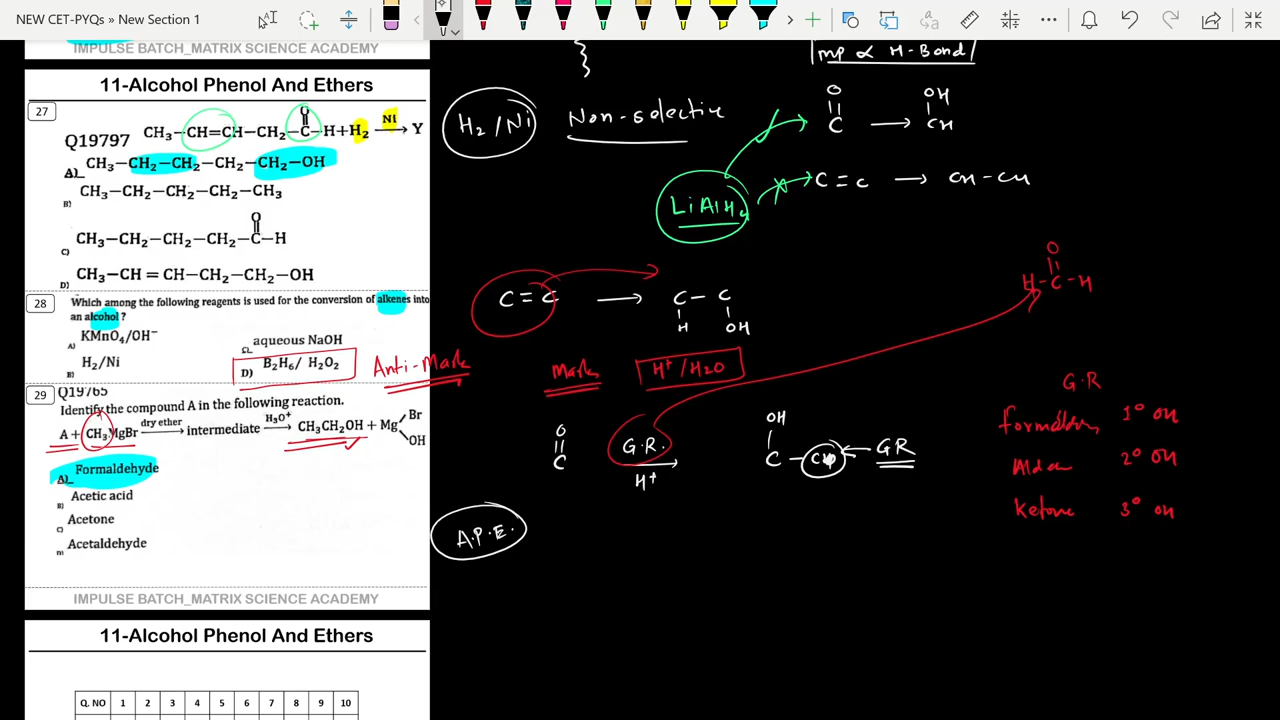 NEW CET-PYQs » New Section 1
IMPULSE BATCH_MATRIX SCIENCE ACADEMY
11-Alcohol Phenol And Ethers
27
Q19797
CH₃—CH=CH—CH₂—C—H+H₂ Ni Y
O
A) CH₃—CH₂—CH₂—CH₂—CH₂—OH
B) CH₃—CH₂—CH₂—CH₂—CH₃
O
C) CH₃—CH₂—CH₂—CH₂—C—H
D) CH₃—CH=CH—CH₂—CH₂—OH
28
Which among the following reagents is used for the conversion of alkenes into
an alcohol ?
A) KMnO₄/OH⁻
aqueous NaOH
B) H₂/Ni
D) B₂H₆/ H₂O₂
29
Q19765
Identify the compound A in the following reaction.
A + CH₃MgBr dry ether intermediate H₃O⁺ CH₃CH₂OH + Mg Br OH
A) Formaldehyde
B) Acetic acid
C) Acetone
D) Acetaldehyde
IMPULSE BATCH_MATRIX SCIENCE ACADEMY
11-Alcohol Phenol And Ethers
Q. NO 1 2 3 4 5 6 7 8 9 10
mp ∝ H-Bond
H₂/Ni Non-selective
O OH
C → CH
LiAlH₄
C=C → CH-CH
C=C → C-C
H OH
Anti-Mark
Mark H⁺/H₂O
O
H-C-H
O G.R. OH
C H⁺ C - GR
G.R
1° OH
2° OH
Ketone 3° OH
A.P.E.